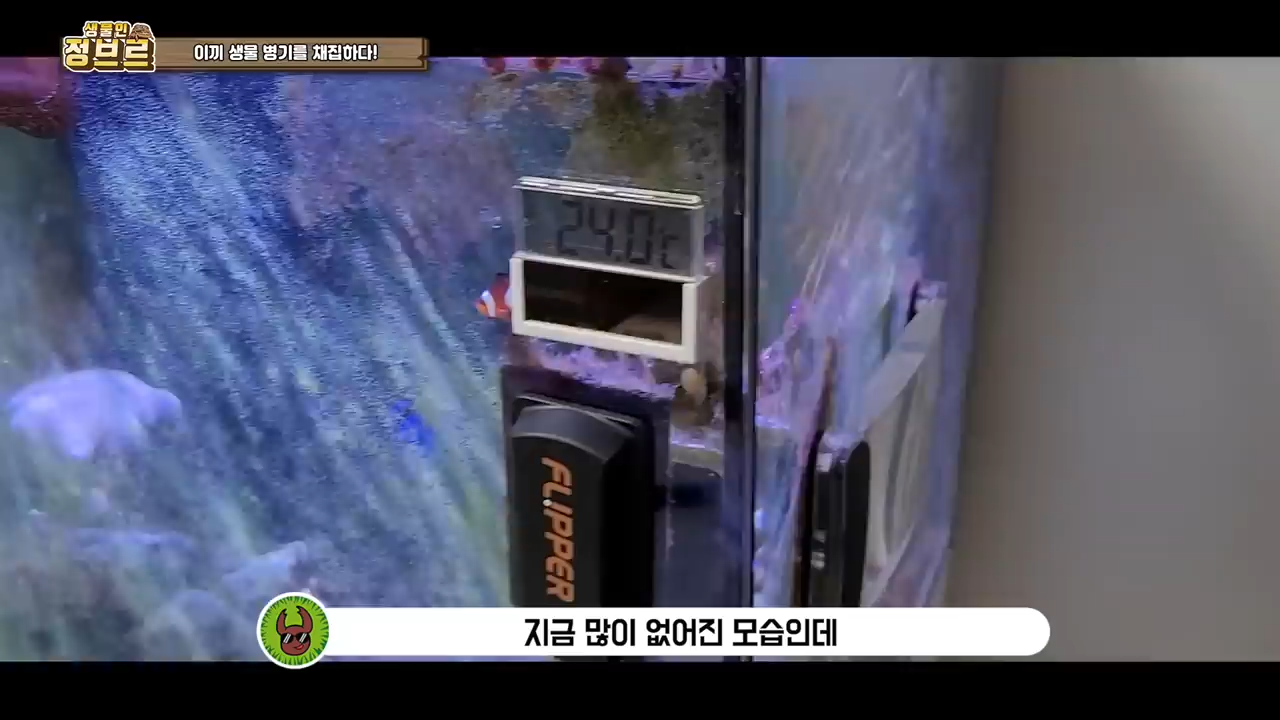 생물인
정브르
이끼 생물 병기를 채집하다!
24.0°c
FLIPPER
지금 많이 없어진 모습인데